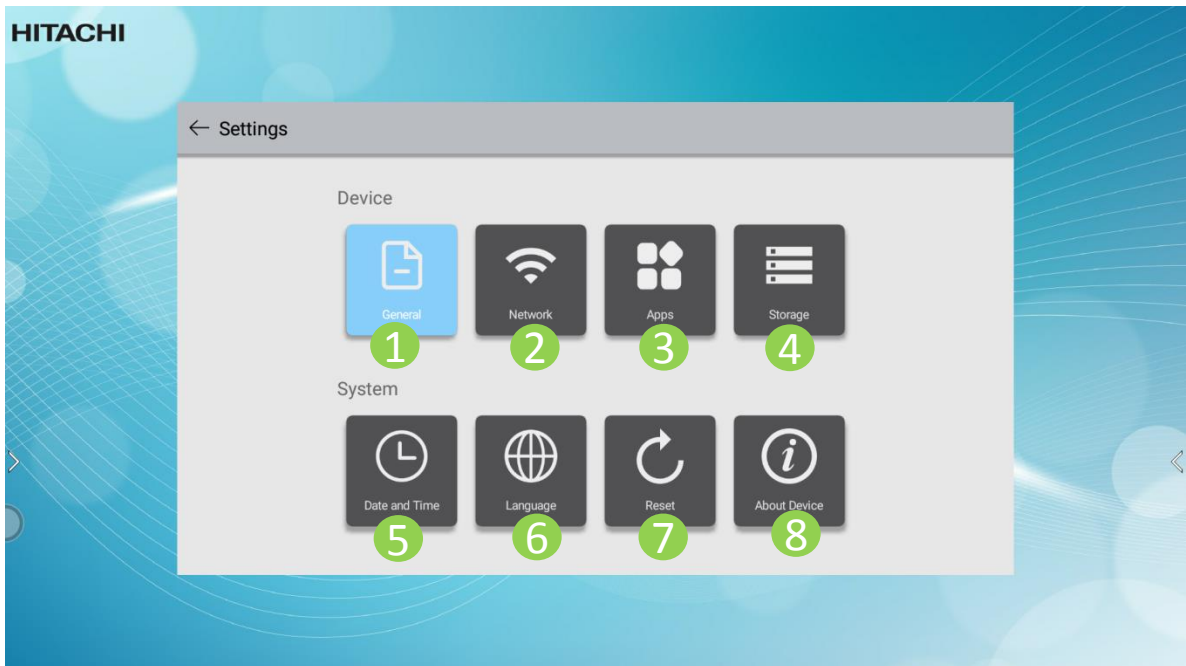 HITACHI
← Settings
Device
General
Network
Apps
Storage
1
2
3
4
System
Date and Time
Language
Reset
About Device
5
6
7
8